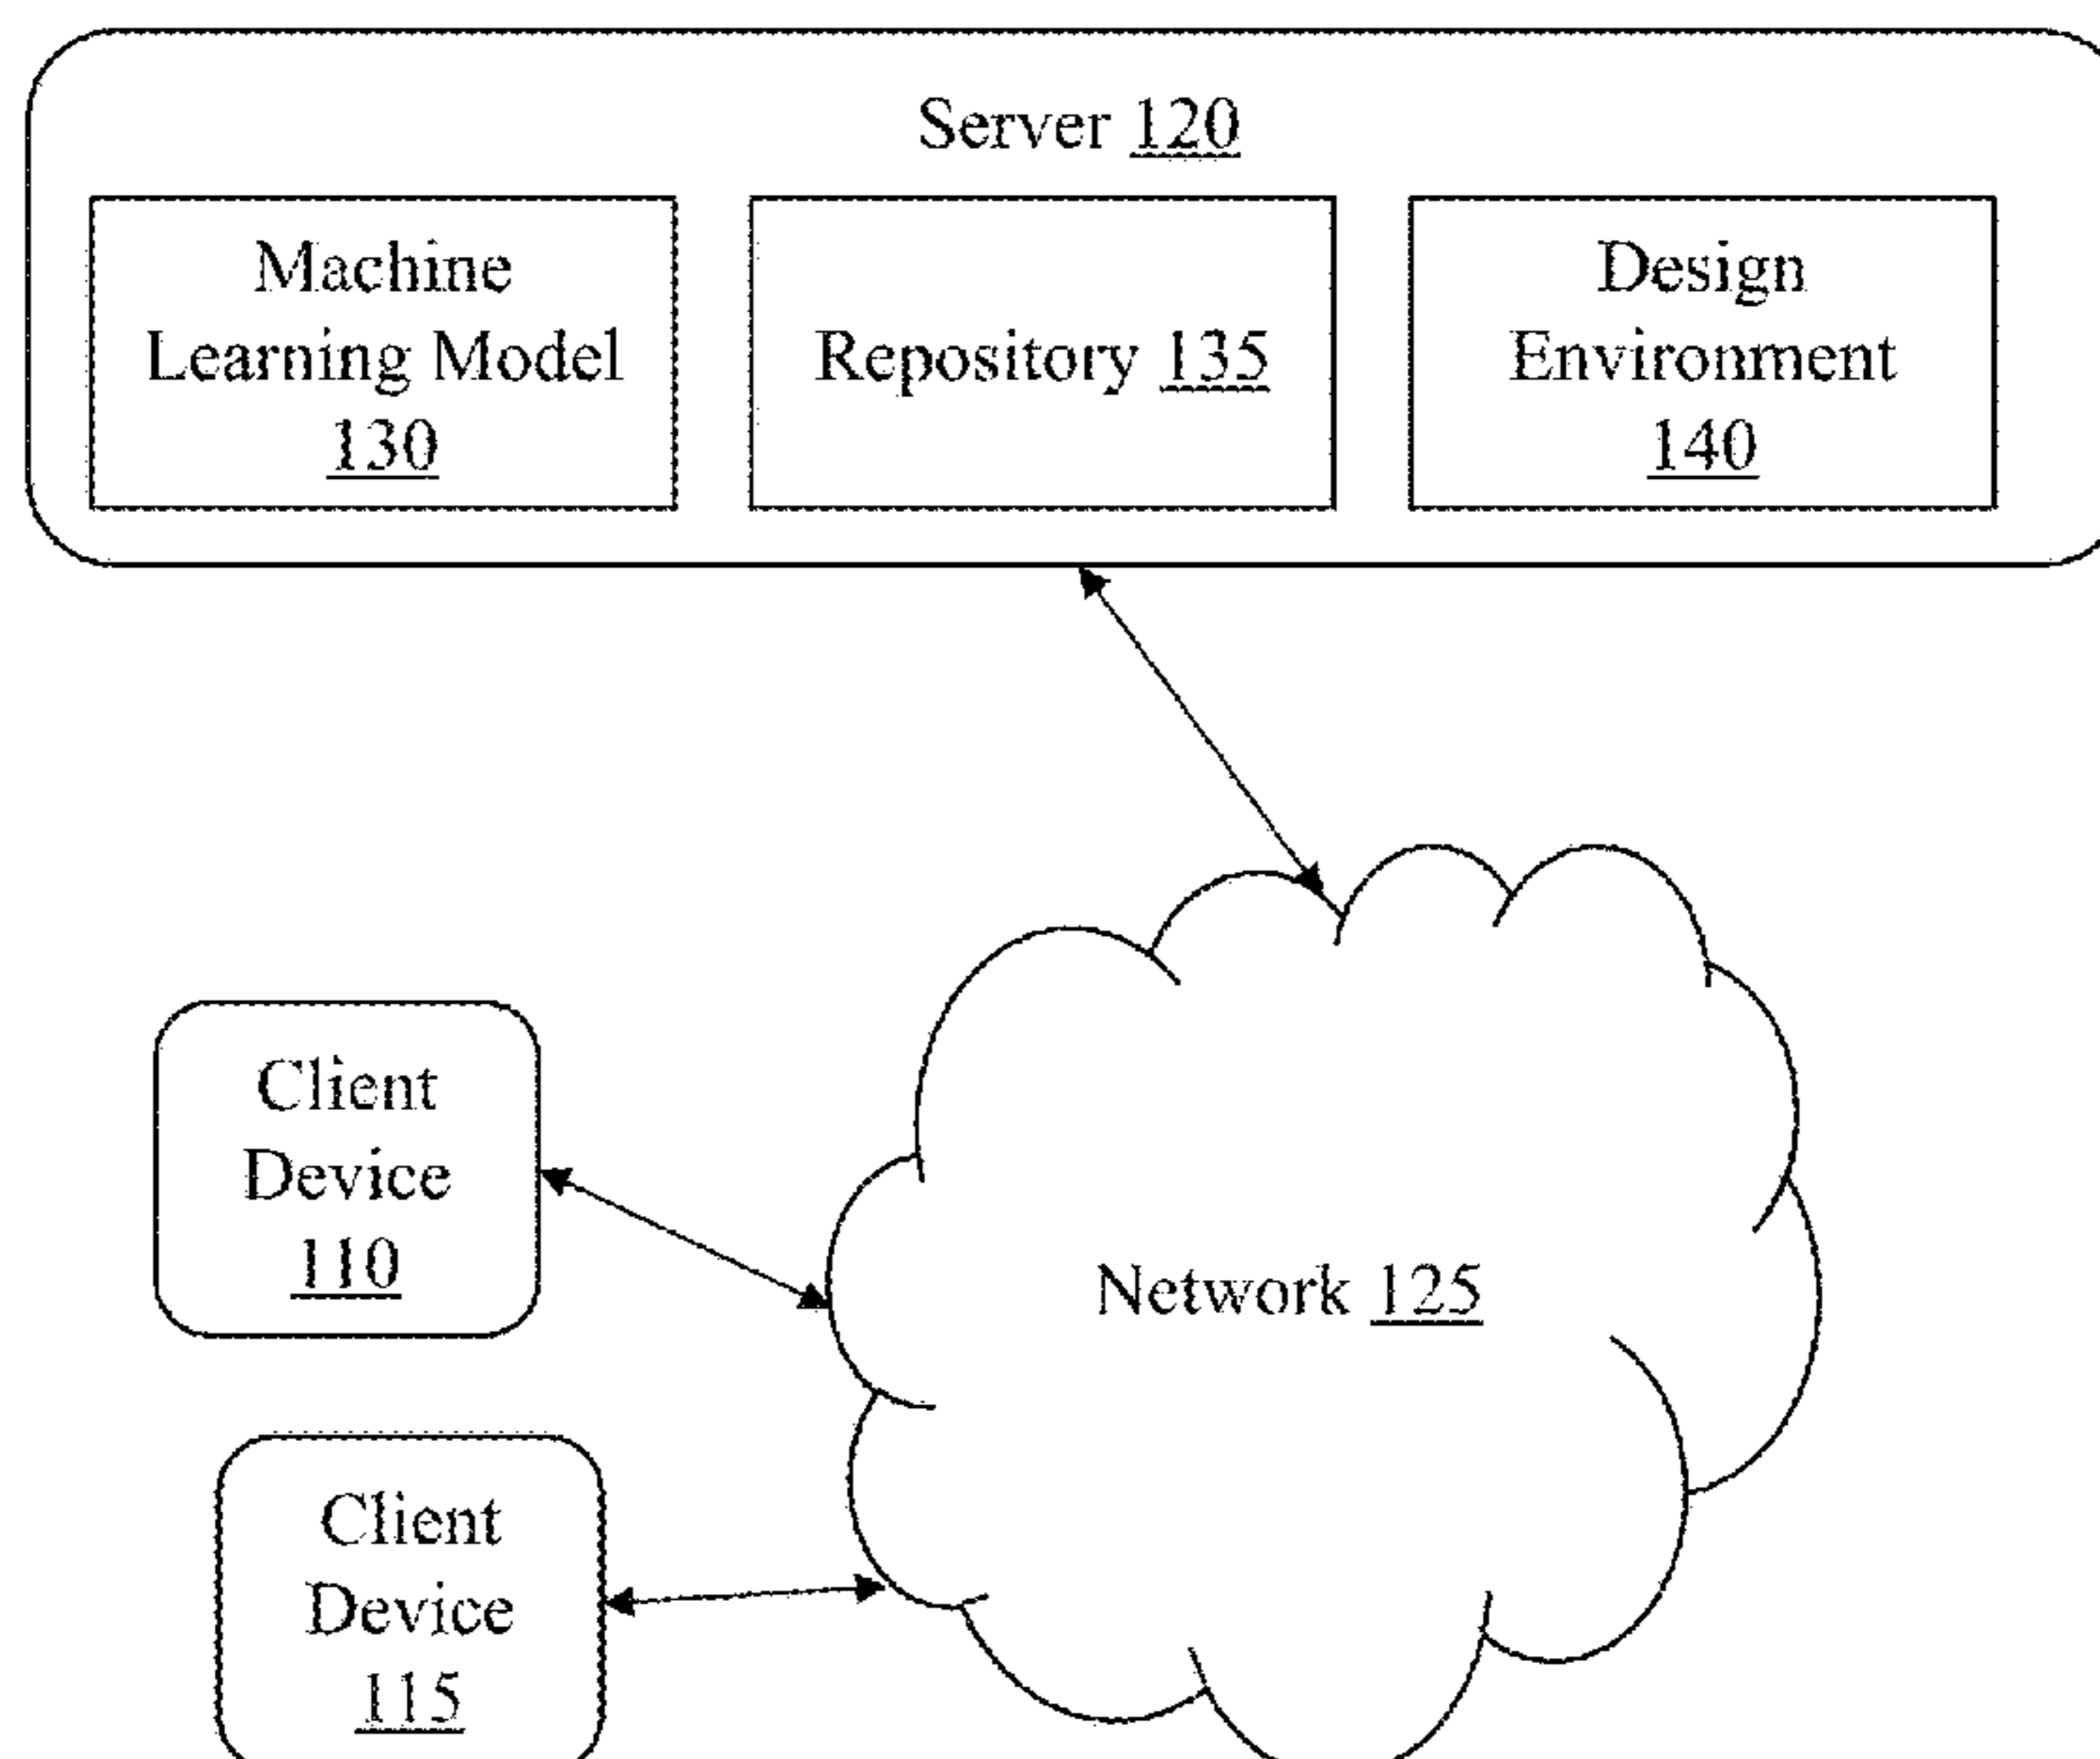 Server 120
Machine
Learning Model
130
Repository 135
Design
Environment
140
Client
Device
110
Network 125
Client
Device
115